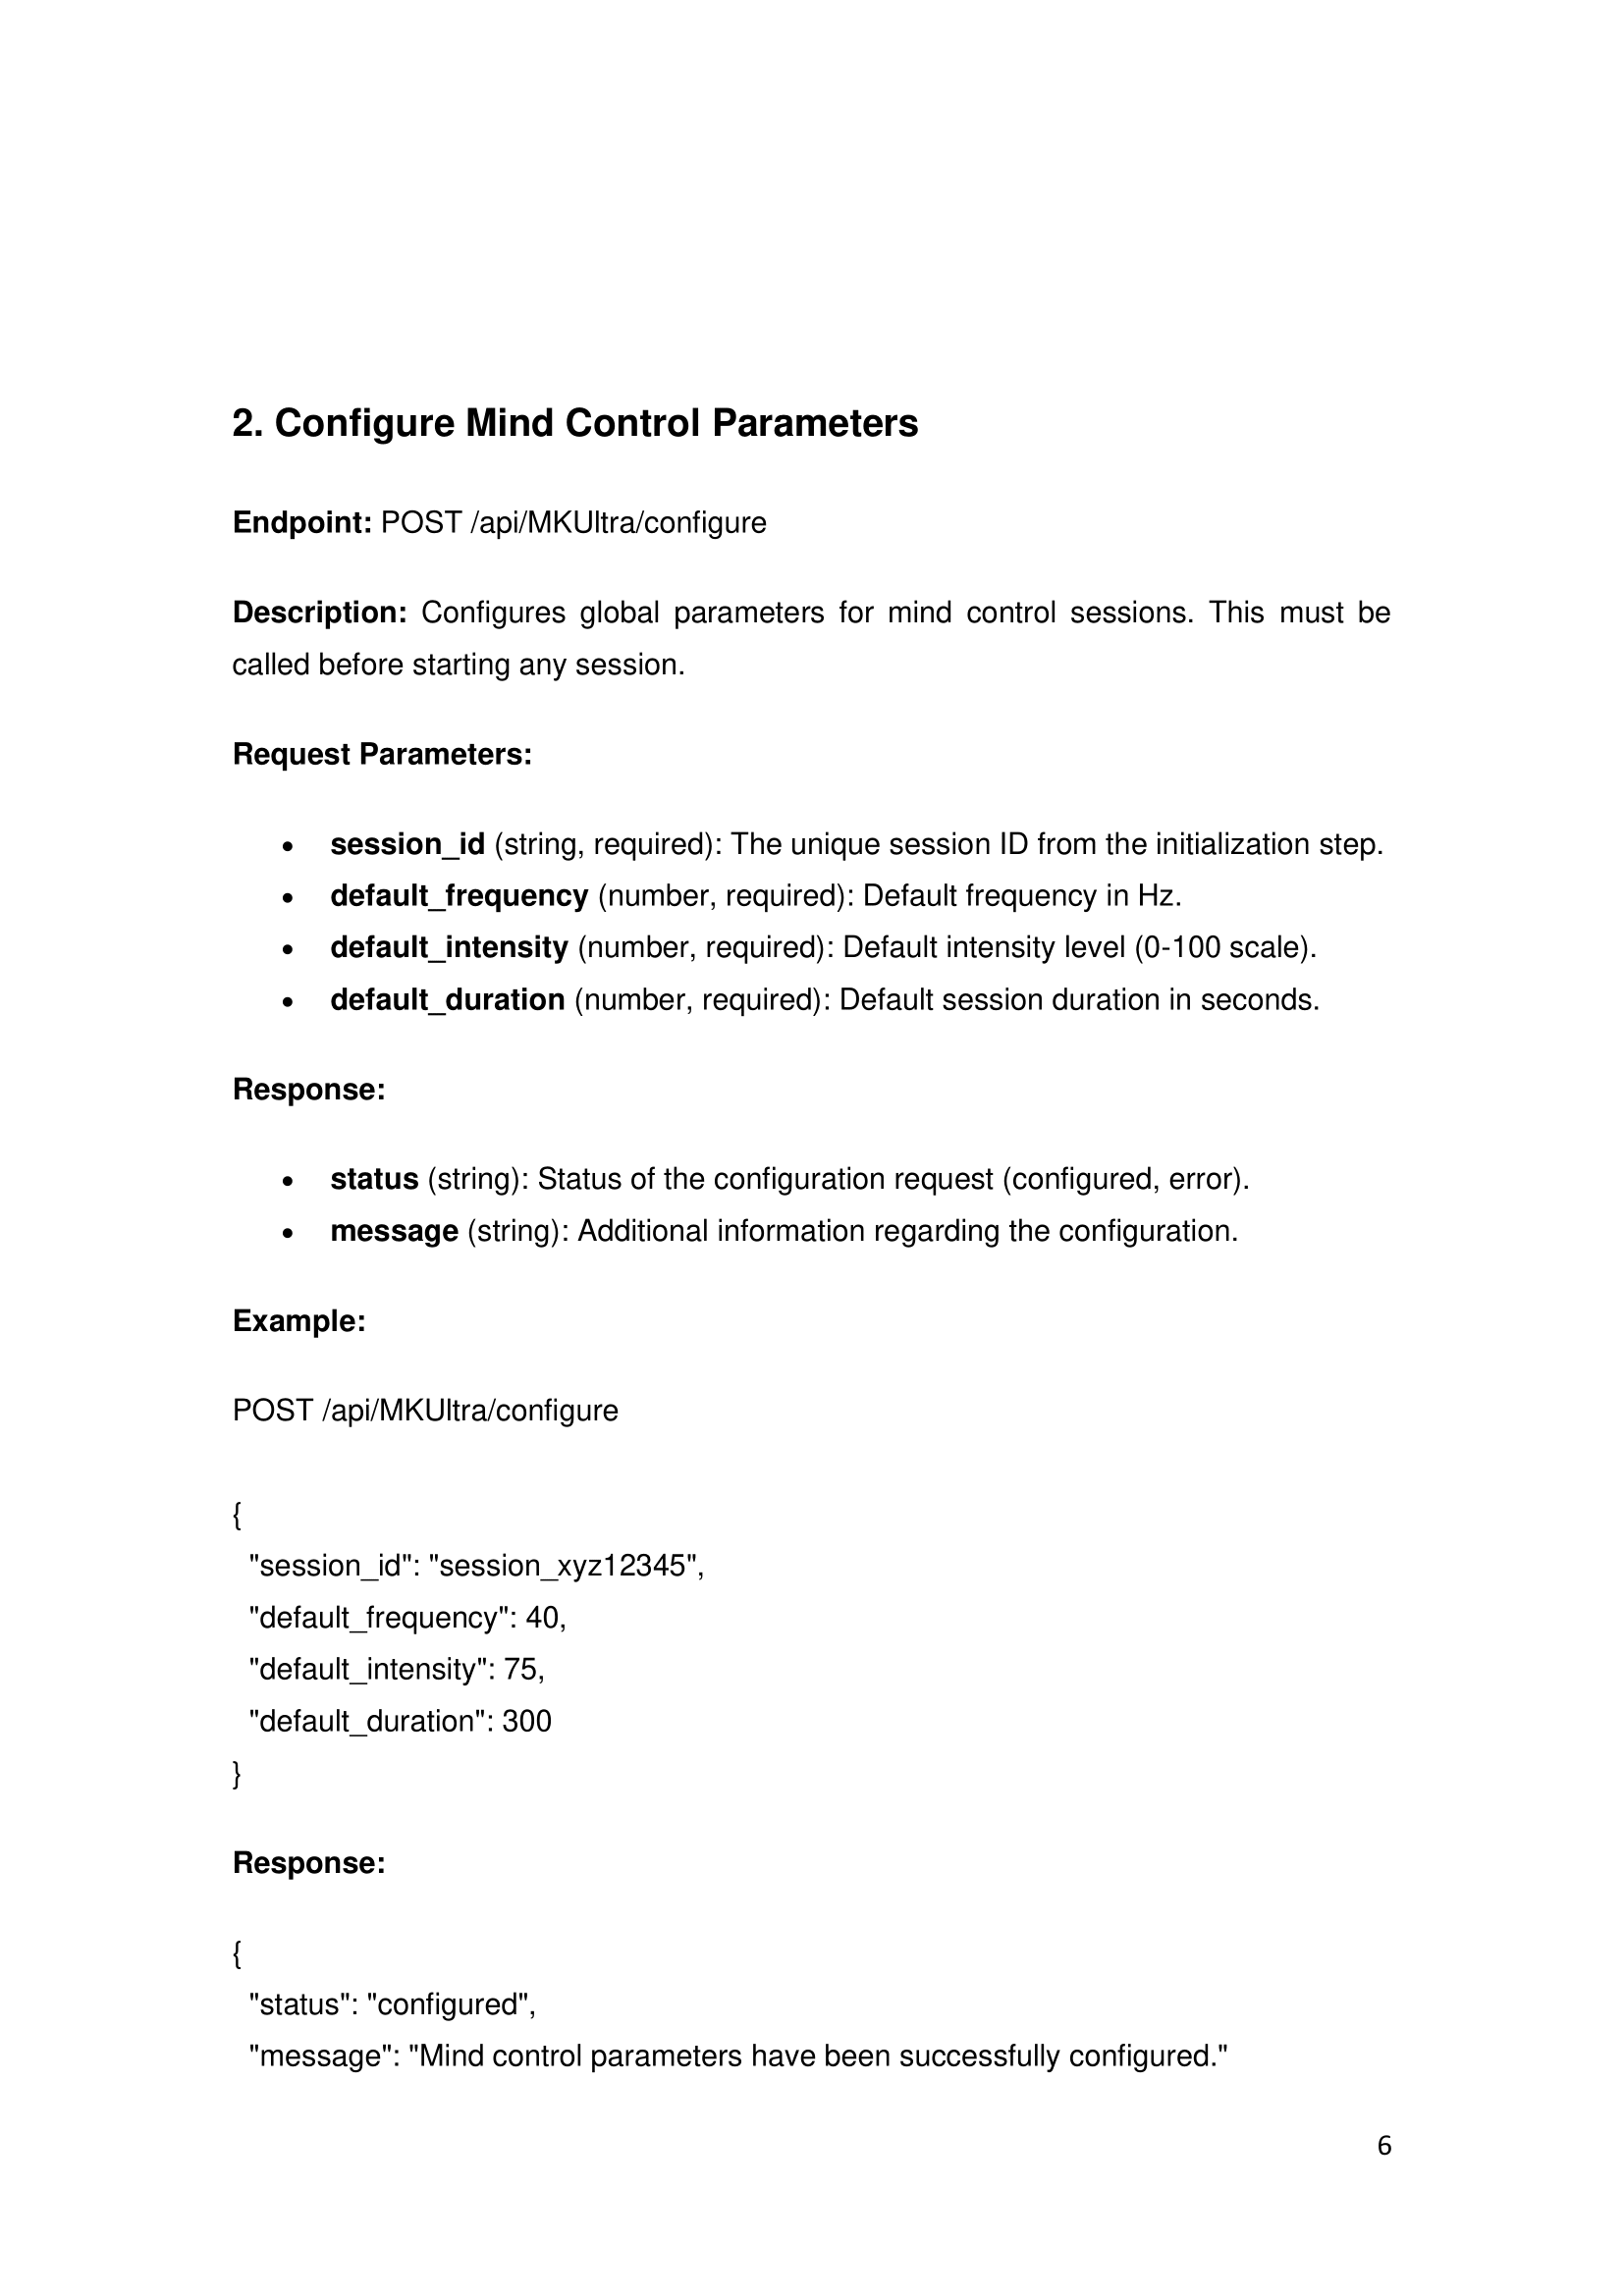 2. Configure Mind Control Parameters
Endpoint: POST /api/MKUltra/configure
Description: Configures global parameters for mind control sessions. This must be
called before starting any session.
Request Parameters:
• session_id (string, required): The unique session ID from the initialization step.
• default_frequency (number, required): Default frequency in Hz.
• default_intensity (number, required): Default intensity level (0-100 scale).
• default_duration (number, required): Default session duration in seconds.
Response:
• status (string): Status of the configuration request (configured, error).
• message (string): Additional information regarding the configuration.
Example:
POST /api/MKUltra/configure
{
"session_id": "session_xyz12345",
"default_frequency": 40,
"default_intensity": 75,
"default_duration": 300
}
Response:
{
"status": "configured",
"message": "Mind control parameters have been successfully configured."
6